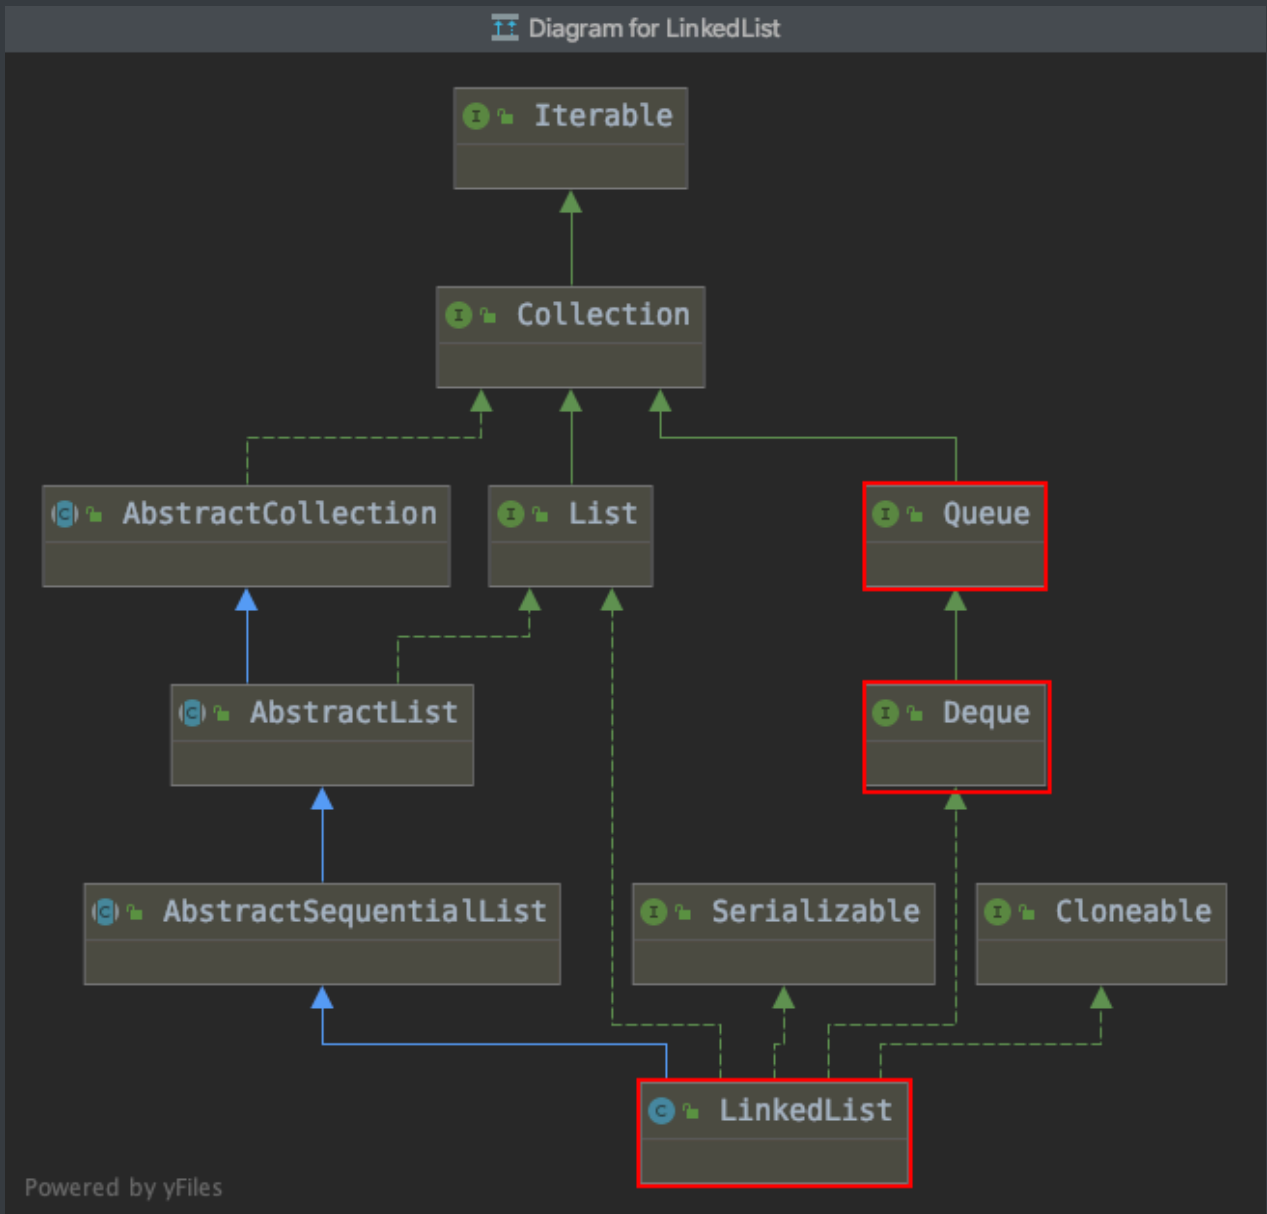 Diagram for LinkedList
I Iterable
I Collection
C AbstractCollection
I List
I Queue
C AbstractList
I Deque
C AbstractSequentialList
I Serializable
I Cloneable
C LinkedList
Powered by yFiles